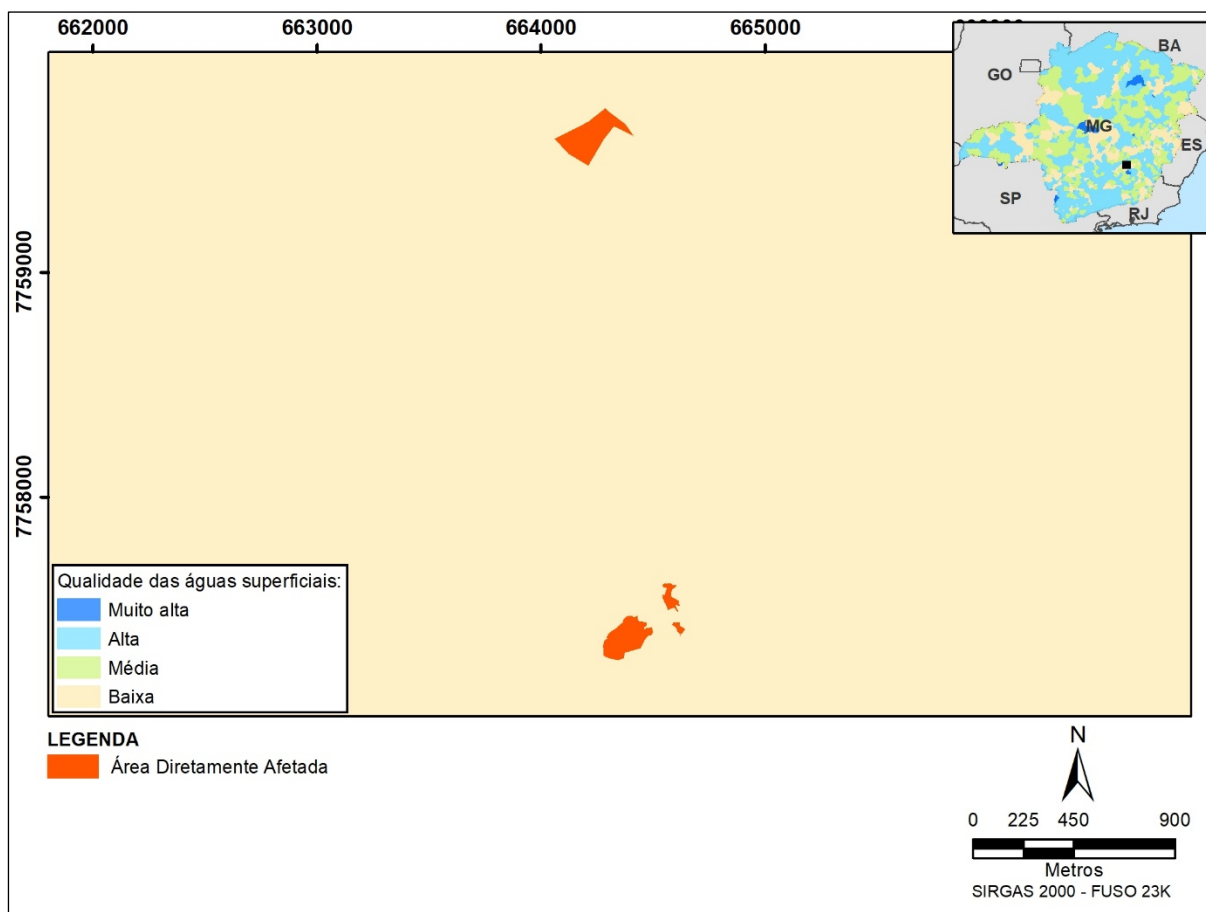 662000 663000 664000 665000
BA
GO
MG
ES
SP
RJ
7759000
7758000
Qualidade das águas superficiais:
Muito alta
Alta
Média
Baixa
LEGENDA
Área Diretamente Afetada
N
0 225 450 900
Metros
SIRGAS 2000 - FUSO 23K